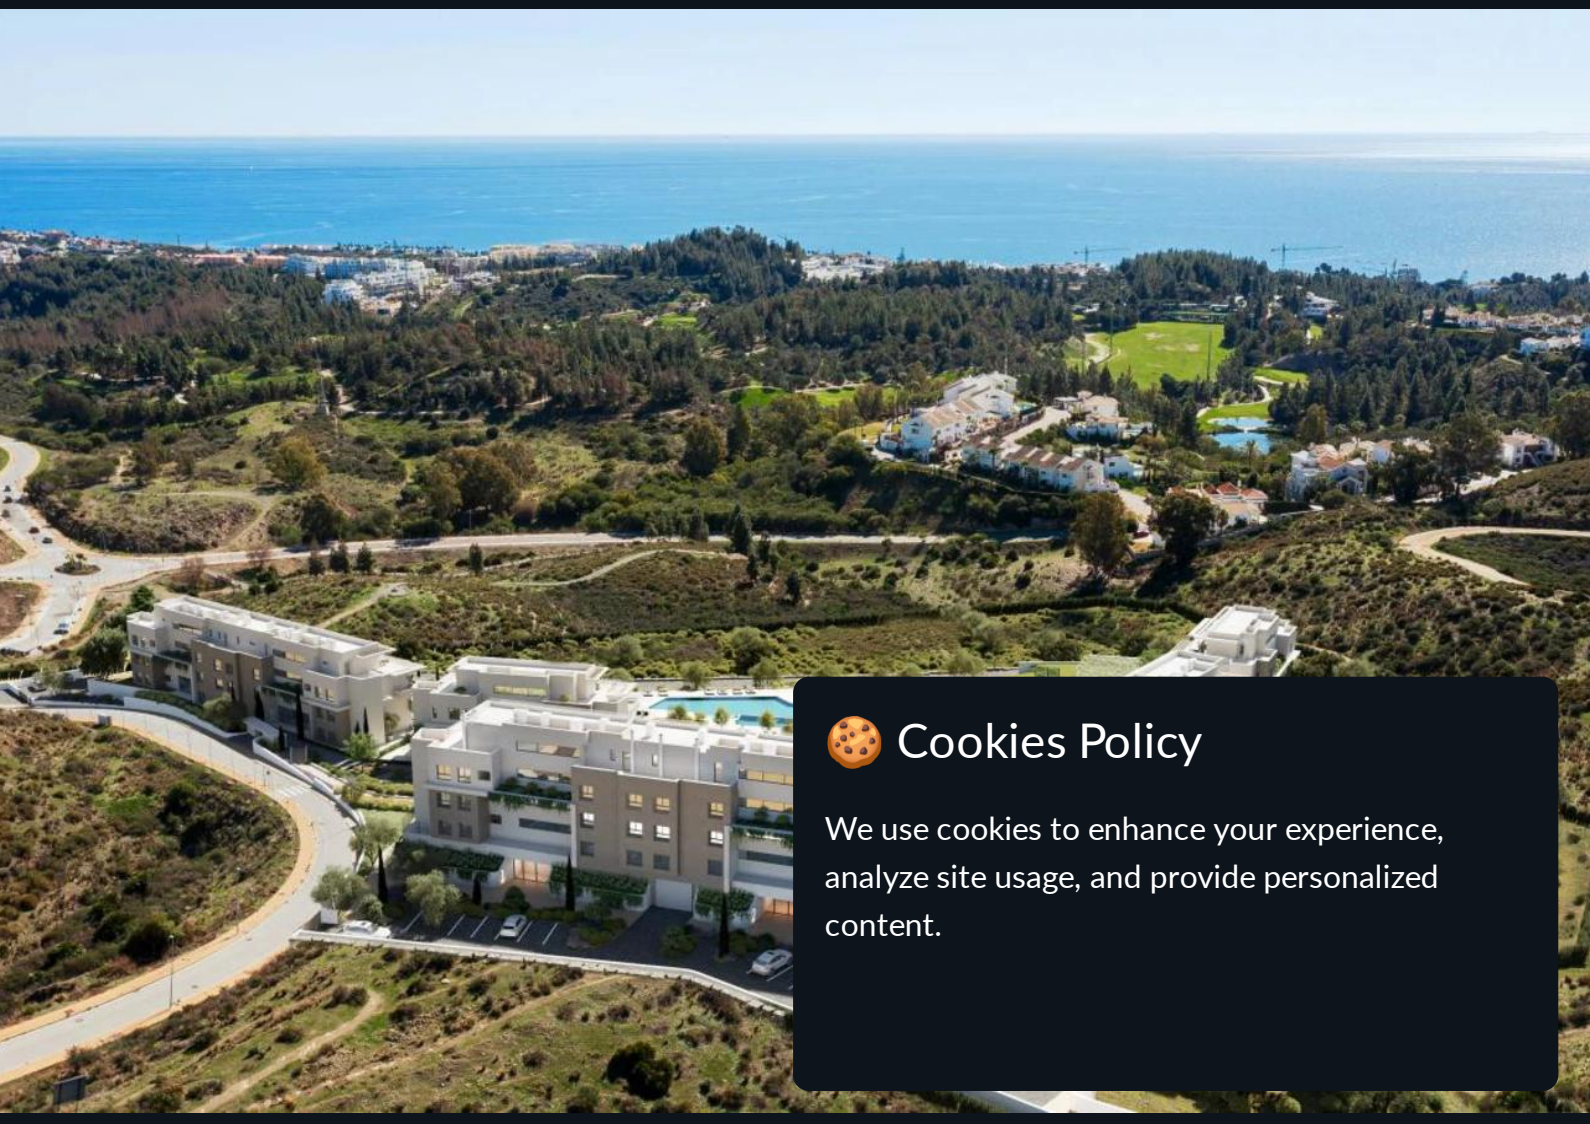 🍪 Cookies Policy
We use cookies to enhance your experience,
analyze site usage, and provide personalized
content.